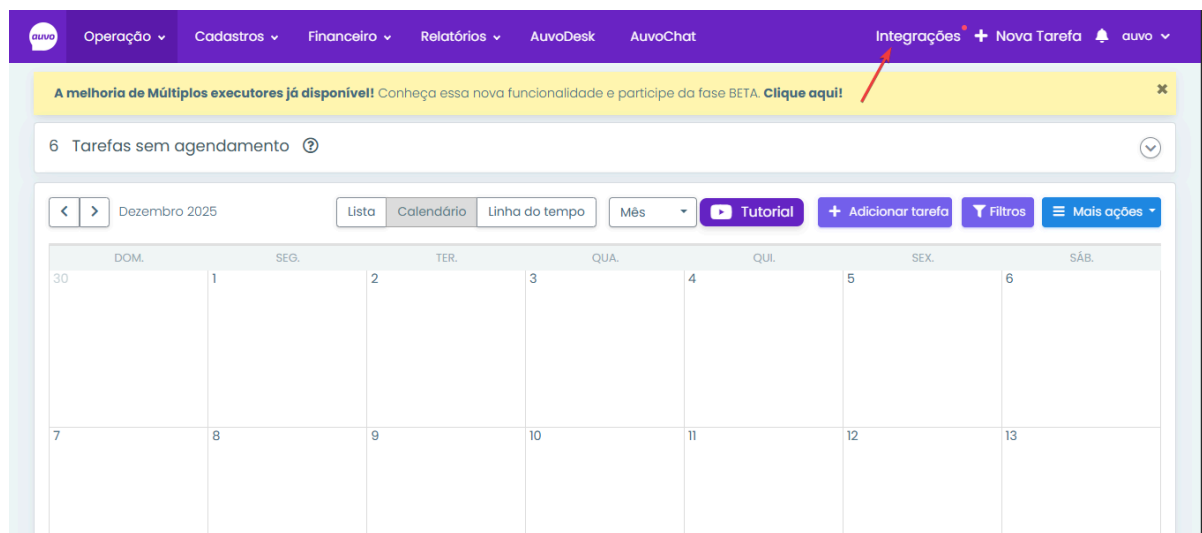 auvo Operação Cadastros Financeiro Relatórios AuvoDesk AuvoChat Integrações + Nova Tarefa auvo
A melhoria de Múltiplos executores já disponível! Conheça essa nova funcionalidade e participe da fase BETA. Clique aqui!
6 Tarefas sem agendamento
Dezembro 2025 Lista Calendário Linha do tempo Mês Tutorial + Adicionar tarefa Filtros Mais ações
DOM. SEG. TER. QUA. QUI. SEX. SÁB.
30 1 2 3 4 5 6
7 8 9 10 11 12 13